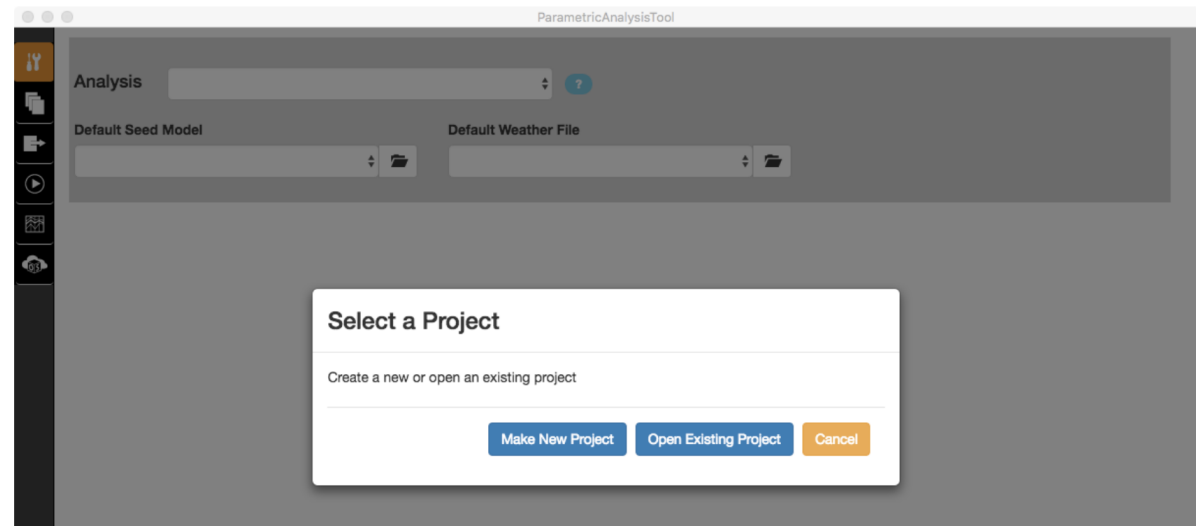 ParametricAnalysisTool
Analysis
?
Default Seed Model
Default Weather File
Select a Project
Create a new or open an existing project
Make New Project
Open Existing Project
Cancel